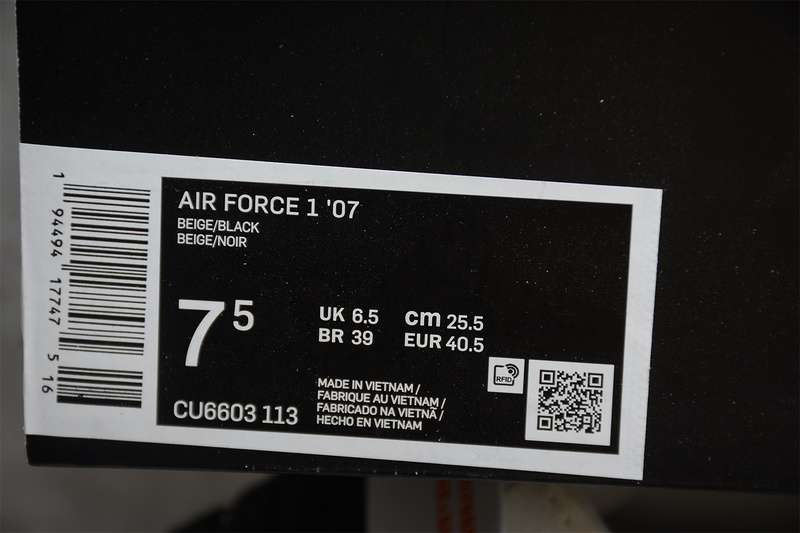 AIR FORCE 1 '07
BEIGE/BLACK
BEIGE/NOIR
7 5
UK 6.5 cm 25.5
BR 39 EUR 40.5
RFID
MADE IN VIETNAM /
FABRIQUE AU VIETNAM /
FABRICADO NA VIETNÃ /
HECHO EN VIETNAM
CU6603 113
1 94494 17747 5 16